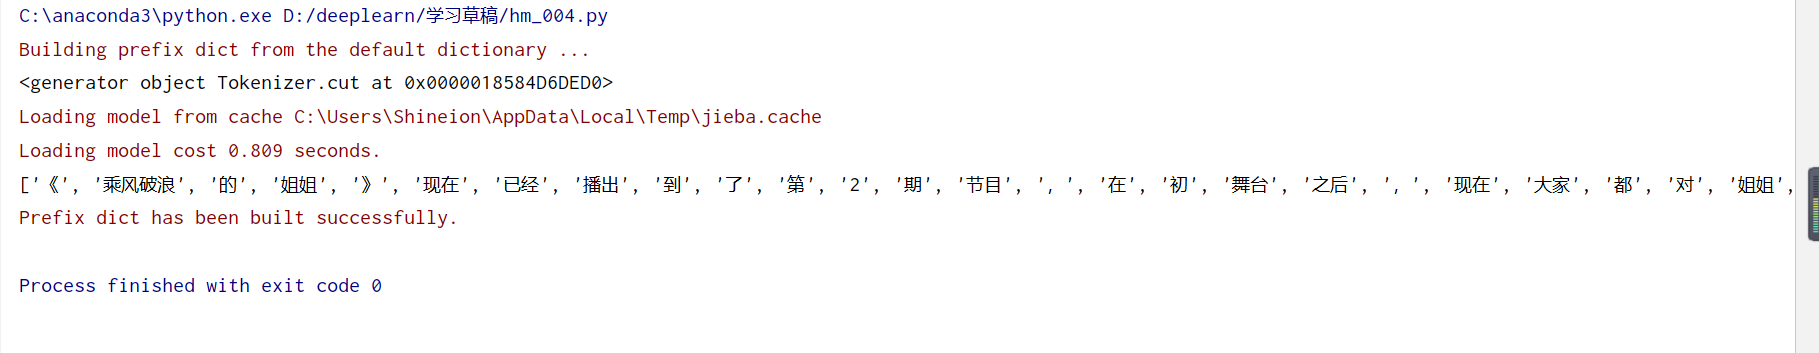 C:\anaconda3\python.exe D:/deeplearn/学习草稿/hm_004.py
Building prefix dict from the default dictionary ...
<generator object Tokenizer.cut at 0x0000018584D6DED0>
Loading model from cache C:\Users\Shineion\AppData\Local\Temp\jieba.cache
Loading model cost 0.809 seconds.
['《', '乘风破浪', '的', '姐姐', '》', '现在', '已经', '播出', '到', '了', '第', '2', '期', '节目', '，', '在', '初', '舞台', '之后', '，', '现在', '大家', '都', '对', '姐姐',
Prefix dict has been built successfully.
Process finished with exit code 0